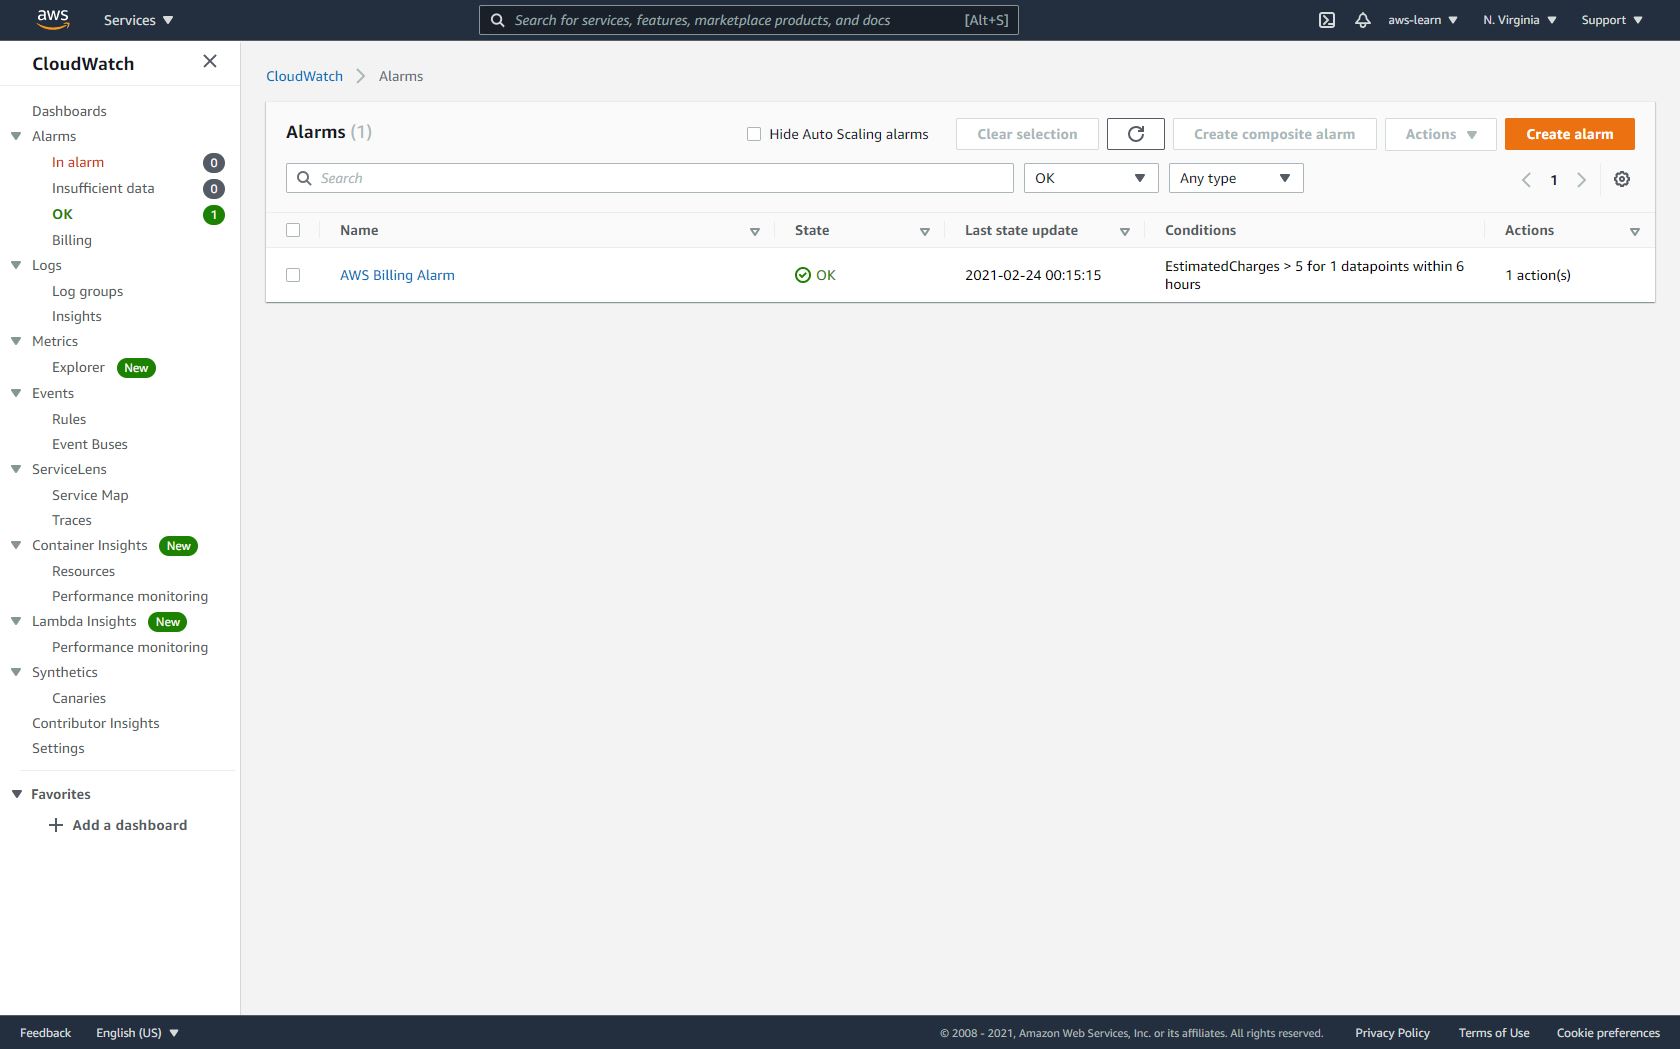 aws
Services
Search for services, features, marketplace products, and docs [Alt+S]
aws-learn
N. Virginia
Support
CloudWatch
Dashboards
Alarms
In alarm 0
Insufficient data 0
OK 1
Billing
Logs
Log groups
Insights
Metrics
Explorer New
Events
Rules
Event Buses
ServiceLens
Service Map
Traces
Container Insights New
Resources
Performance monitoring
Lambda Insights New
Performance monitoring
Synthetics
Canaries
Contributor Insights
Settings
Favorites
Add a dashboard
CloudWatch > Alarms
Alarms (1)
Hide Auto Scaling alarms
Clear selection
Create composite alarm
Actions
Create alarm
Search
OK
Any type
1
Name State Last state update Conditions Actions
AWS Billing Alarm OK 2021-02-24 00:15:15 EstimatedCharges > 5 for 1 datapoints within 6 hours 1 action(s)
Feedback
English (US)
© 2008 - 2021, Amazon Web Services, Inc. or its affiliates. All rights reserved.
Privacy Policy
Terms of Use
Cookie preferences